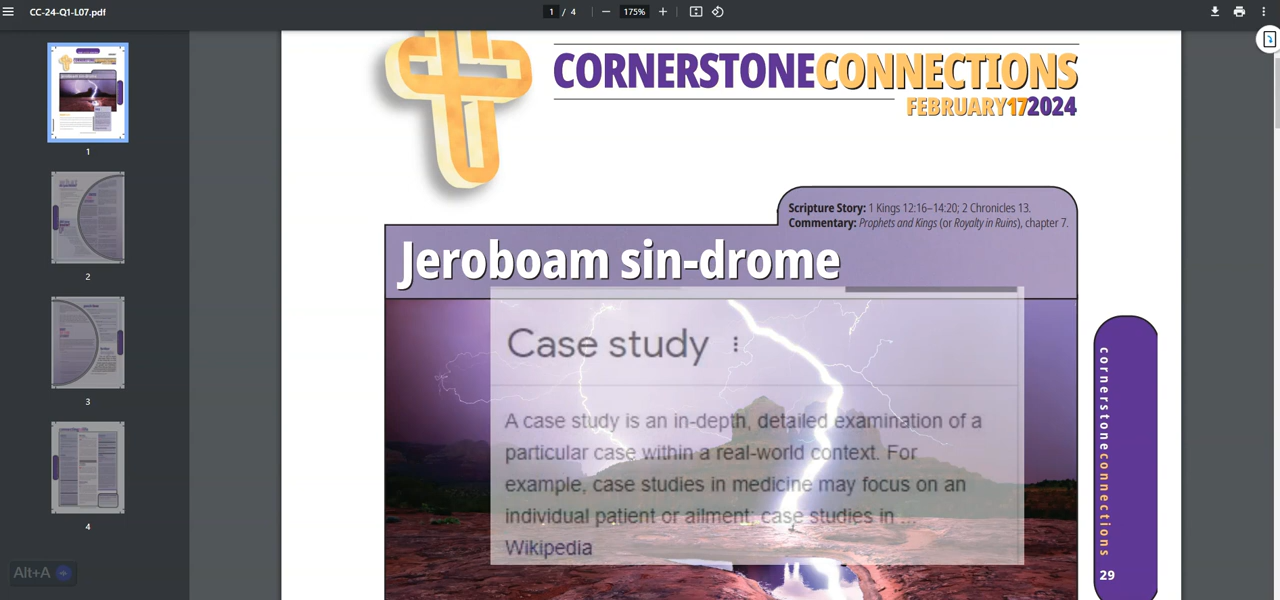 CC-24-Q1-L07.pdf
1 / 4
175%
1
2
3
4
CORNERSTONECONNECTIONS
FEBRUARY172024
Scripture Story: 1 Kings 12:16–14:20; 2 Chronicles 13.
Commentary: Prophets and Kings (or Royalty in Ruins), chapter 7.
Jeroboam sin-drome
Case study
A case study is an in-depth, detailed examination of a
particular case within a real-world context. For
example, case studies in medicine may focus on an
individual patient or ailment; case studies in ...
Wikipedia
cornerstoneconnections
29
Alt+A